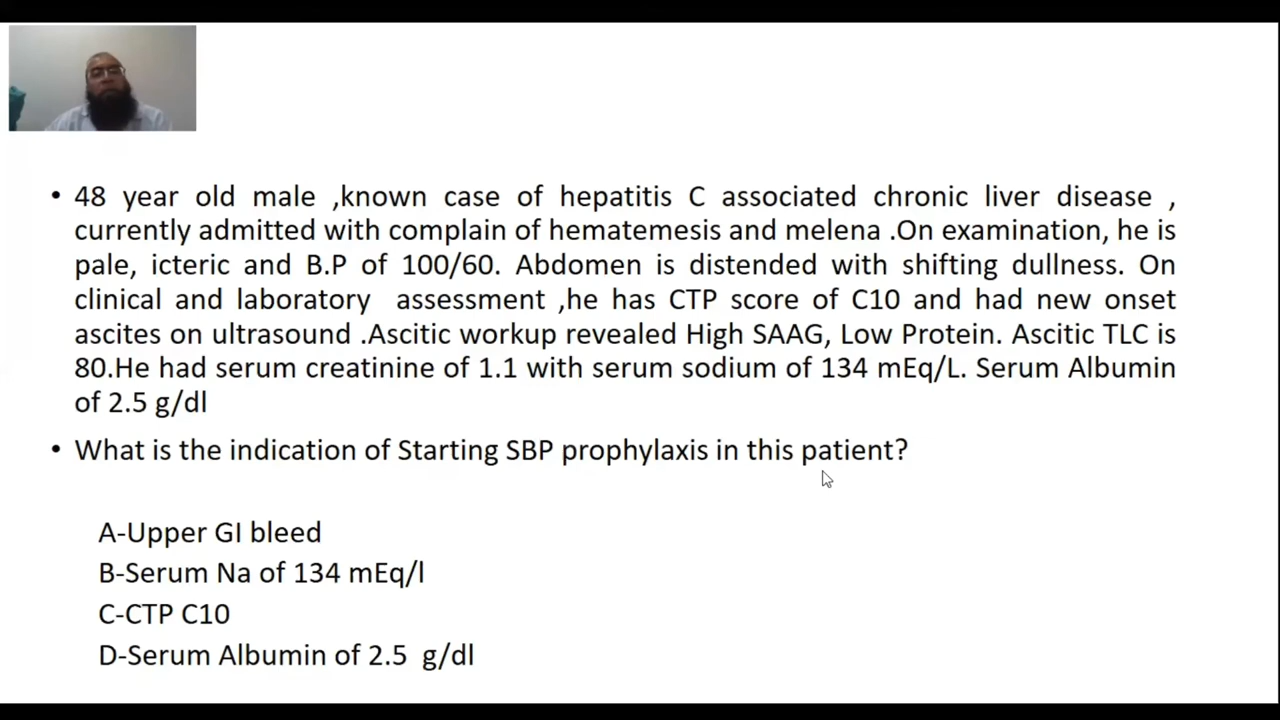 • 48 year old male ,known case of hepatitis C associated chronic liver disease ,
currently admitted with complain of hematemesis and melena .On examination, he is
pale, icteric and B.P of 100/60. Abdomen is distended with shifting dullness. On
clinical and laboratory assessment ,he has CTP score of C10 and had new onset
ascites on ultrasound .Ascitic workup revealed High SAAG, Low Protein. Ascitic TLC is
80.He had serum creatinine of 1.1 with serum sodium of 134 mEq/L. Serum Albumin
of 2.5 g/dl
• What is the indication of Starting SBP prophylaxis in this patient?
A-Upper GI bleed
B-Serum Na of 134 mEq/l
C-CTP C10
D-Serum Albumin of 2.5 g/dl